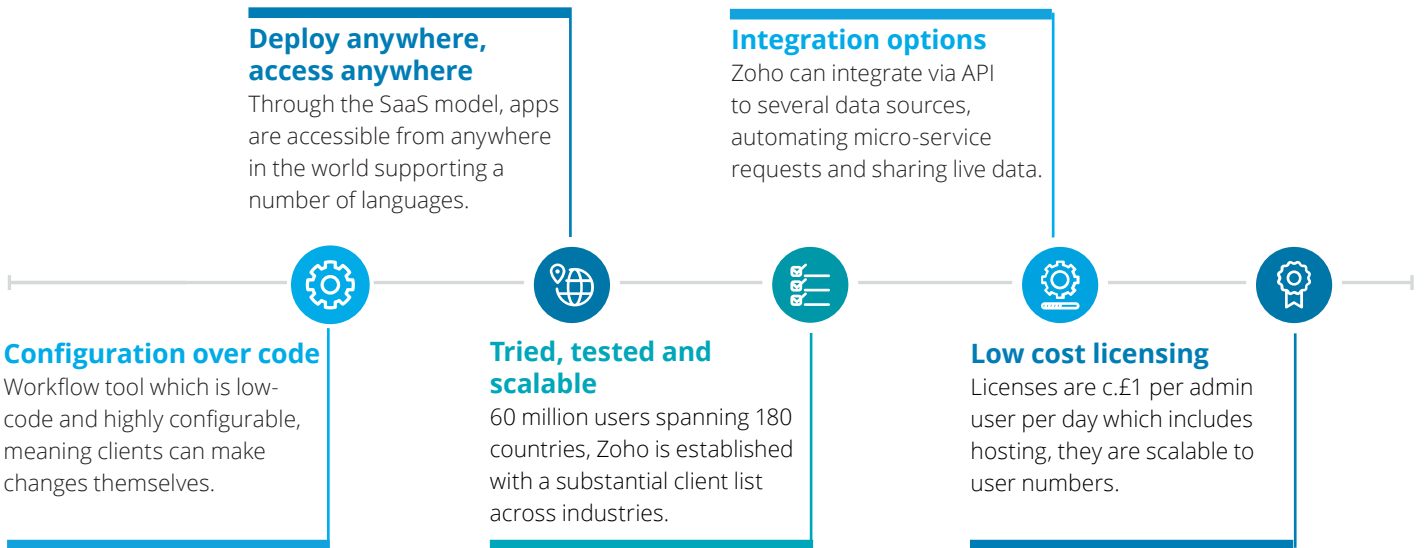 Deploy anywhere,
access anywhere
Through the SaaS model, apps
are accessible from anywhere
in the world supporting a
number of languages.
Integration options
Zoho can integrate via API
to several data sources,
automating micro-service
requests and sharing live data.
Configuration over code
Workflow tool which is low-
code and highly configurable,
meaning clients can make
changes themselves.
Tried, tested and
scalable
60 million users spanning 180
countries, Zoho is established
with a substantial client list
across industries.
Low cost licensing
Licenses are c.£1 per admin
user per day which includes
hosting, they are scalable to
user numbers.